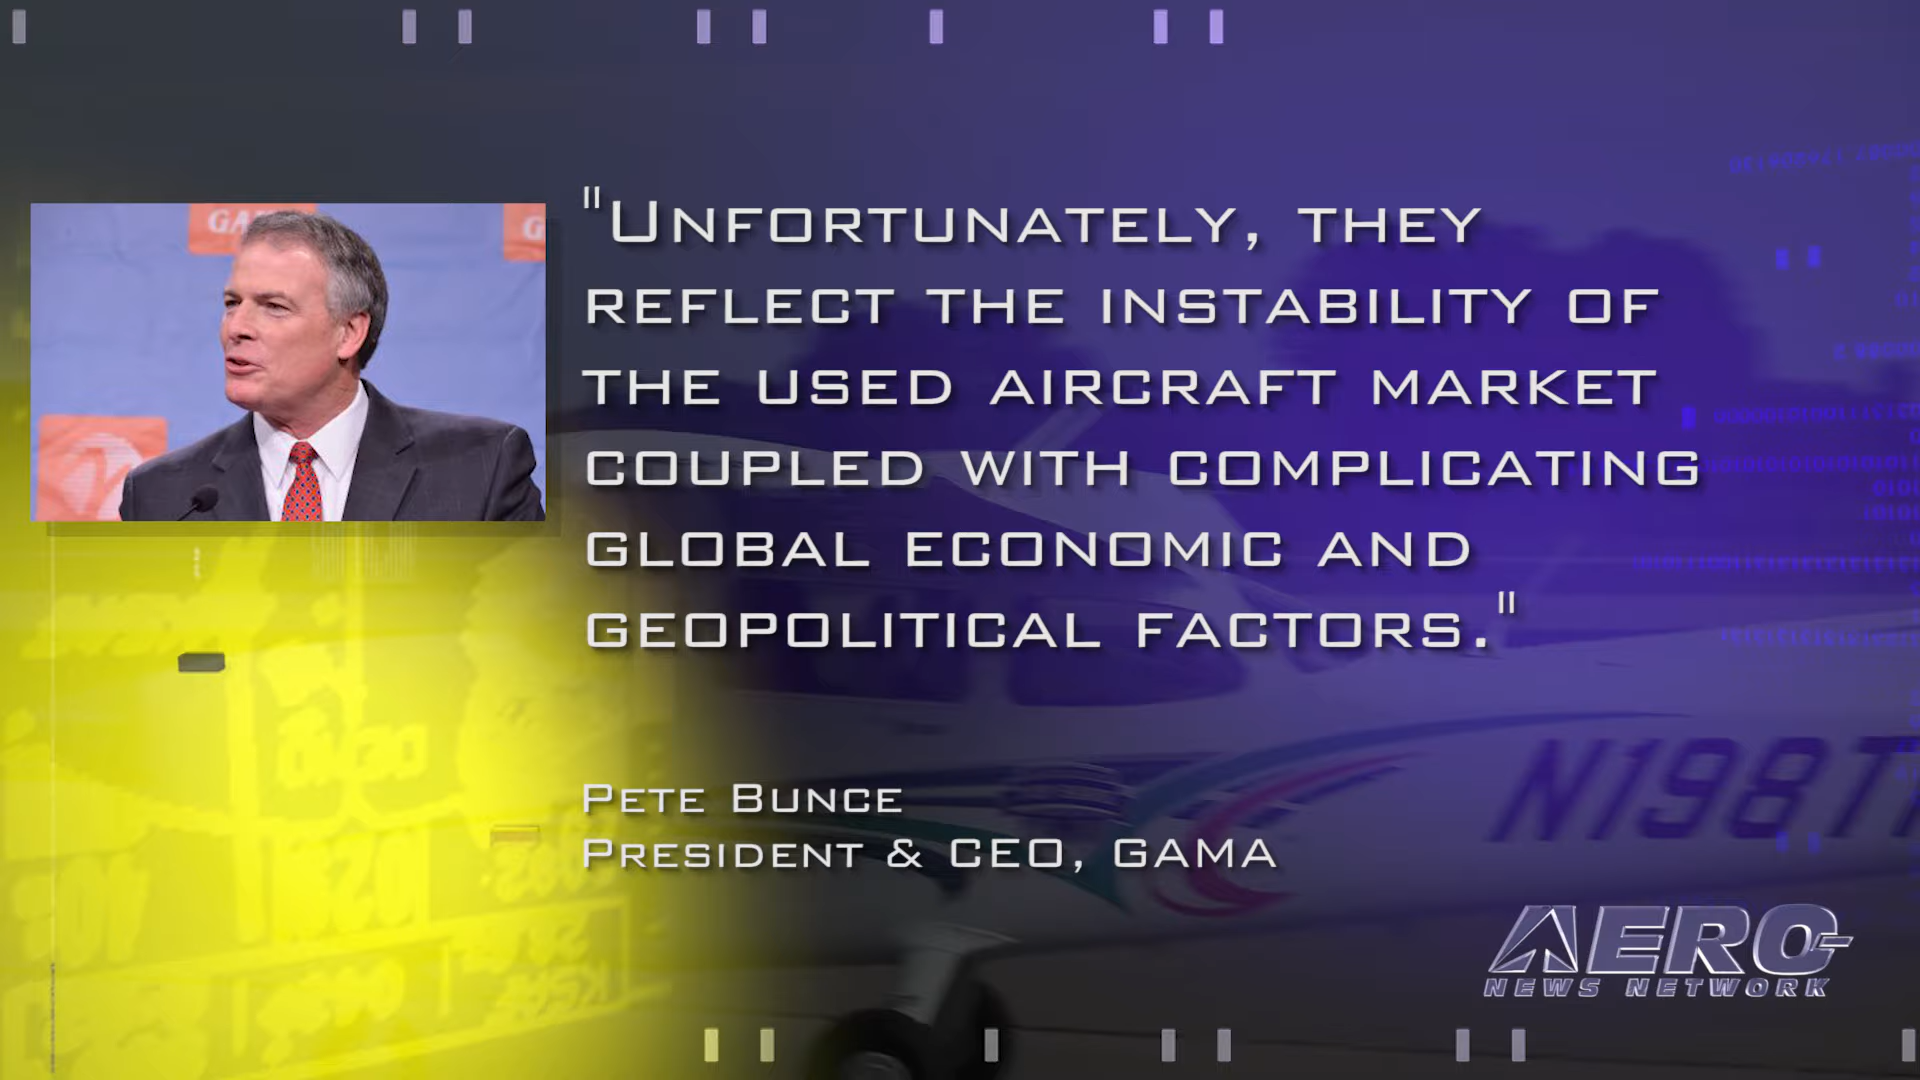 "Unfortunately, they
reflect the instability of
the used aircraft market
coupled with complicating
global economic and
geopolitical factors."
Pete Bunce
President & CEO, GAMA
N198T
AERO-
NEWS NETWORK